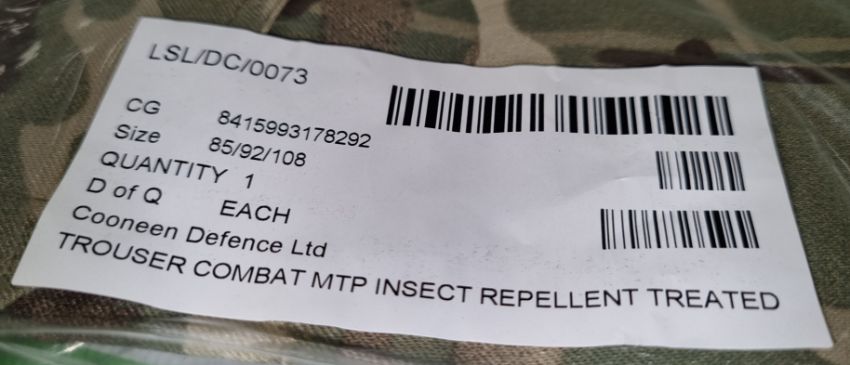 LSL/DC/0073
CG 8415993178292
Size 85/92/108
QUANTITY 1
D of Q EACH
Cooneen Defence Ltd
TROUSER COMBAT MTP INSECT REPELLENT TREATED